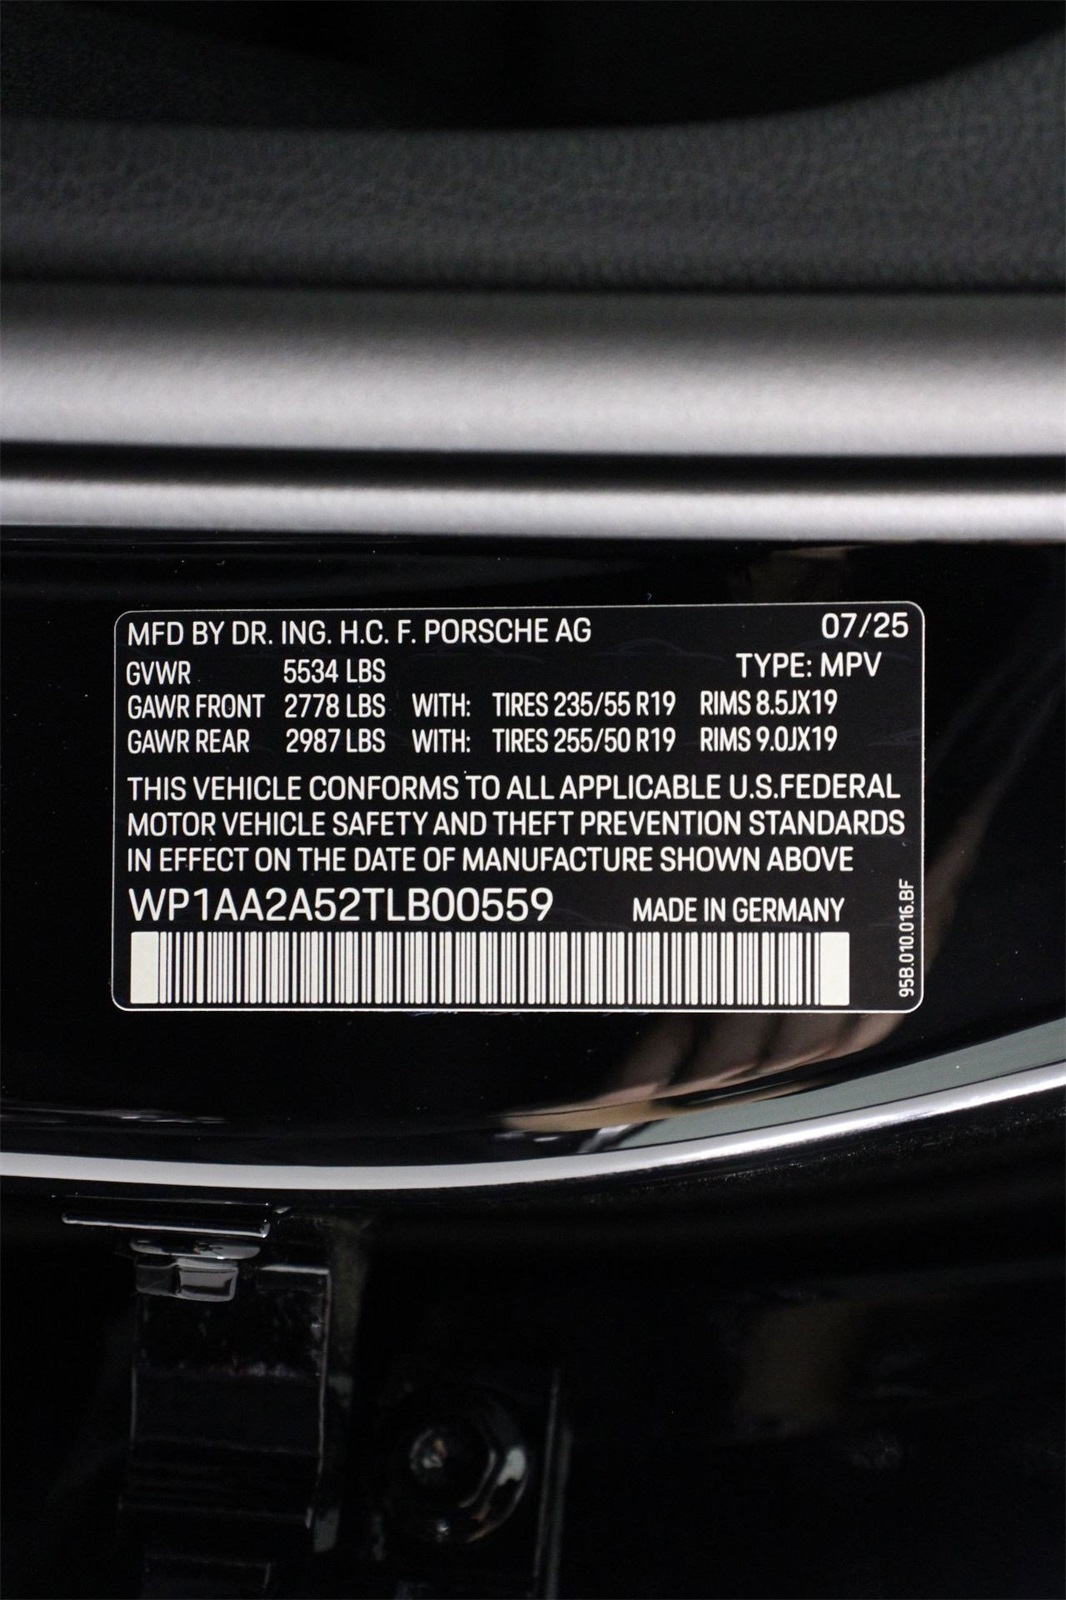 MFD BY DR. ING. H.C. F. PORSCHE AG 07/25
GVWR 5534 LBS TYPE: MPV
GAWR FRONT 2778 LBS WITH: TIRES 235/55 R19 RIMS 8.5JX19
GAWR REAR 2987 LBS WITH: TIRES 255/50 R19 RIMS 9.0JX19
THIS VEHICLE CONFORMS TO ALL APPLICABLE U.S.FEDERAL
MOTOR VEHICLE SAFETY AND THEFT PREVENTION STANDARDS
IN EFFECT ON THE DATE OF MANUFACTURE SHOWN ABOVE
WP1AA2A52TLB00559 MADE IN GERMANY
95B.010.016.BF